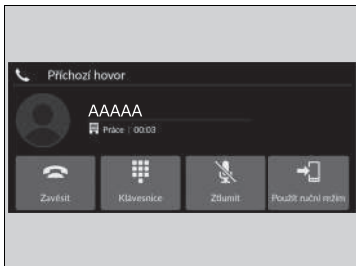 Příchozí hovor
AAAAA
Práce | 00:03
Zavěsit Klávesnice Ztlumit Použít ruční režim